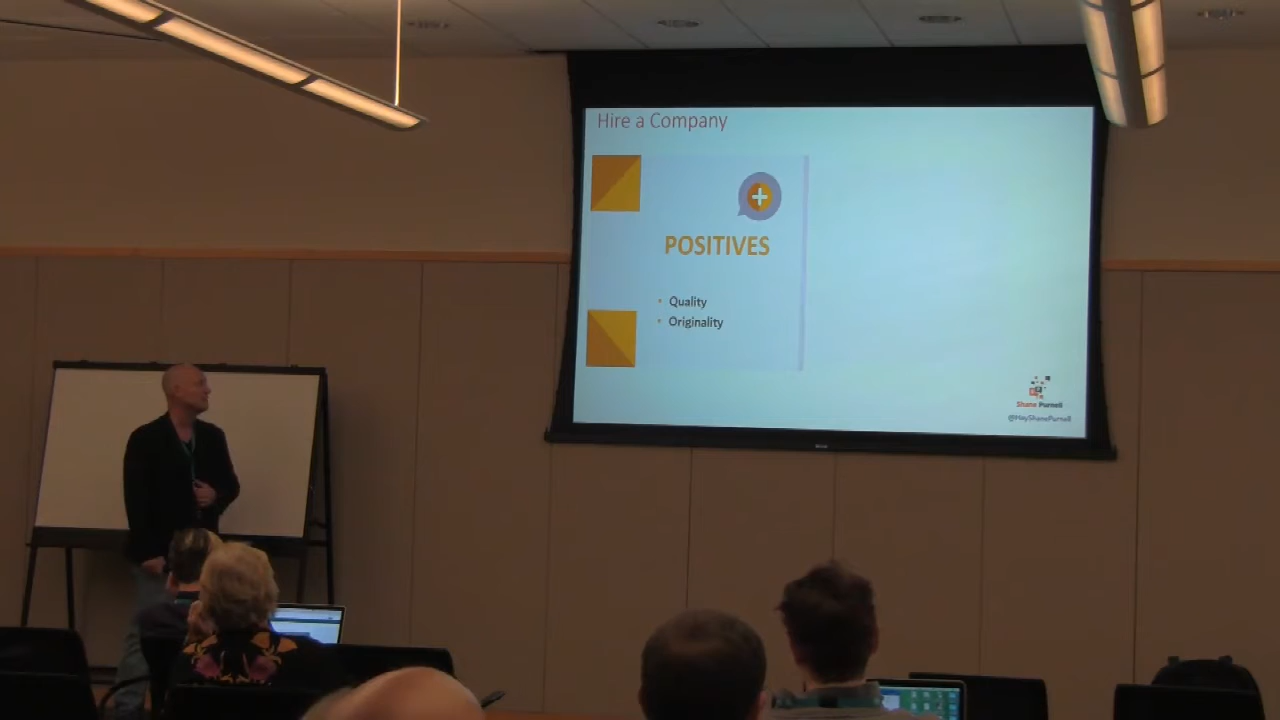 Hire a Company
POSITIVES
• Quality
• Originality
Shane Purnell
@HeyShanePurnell